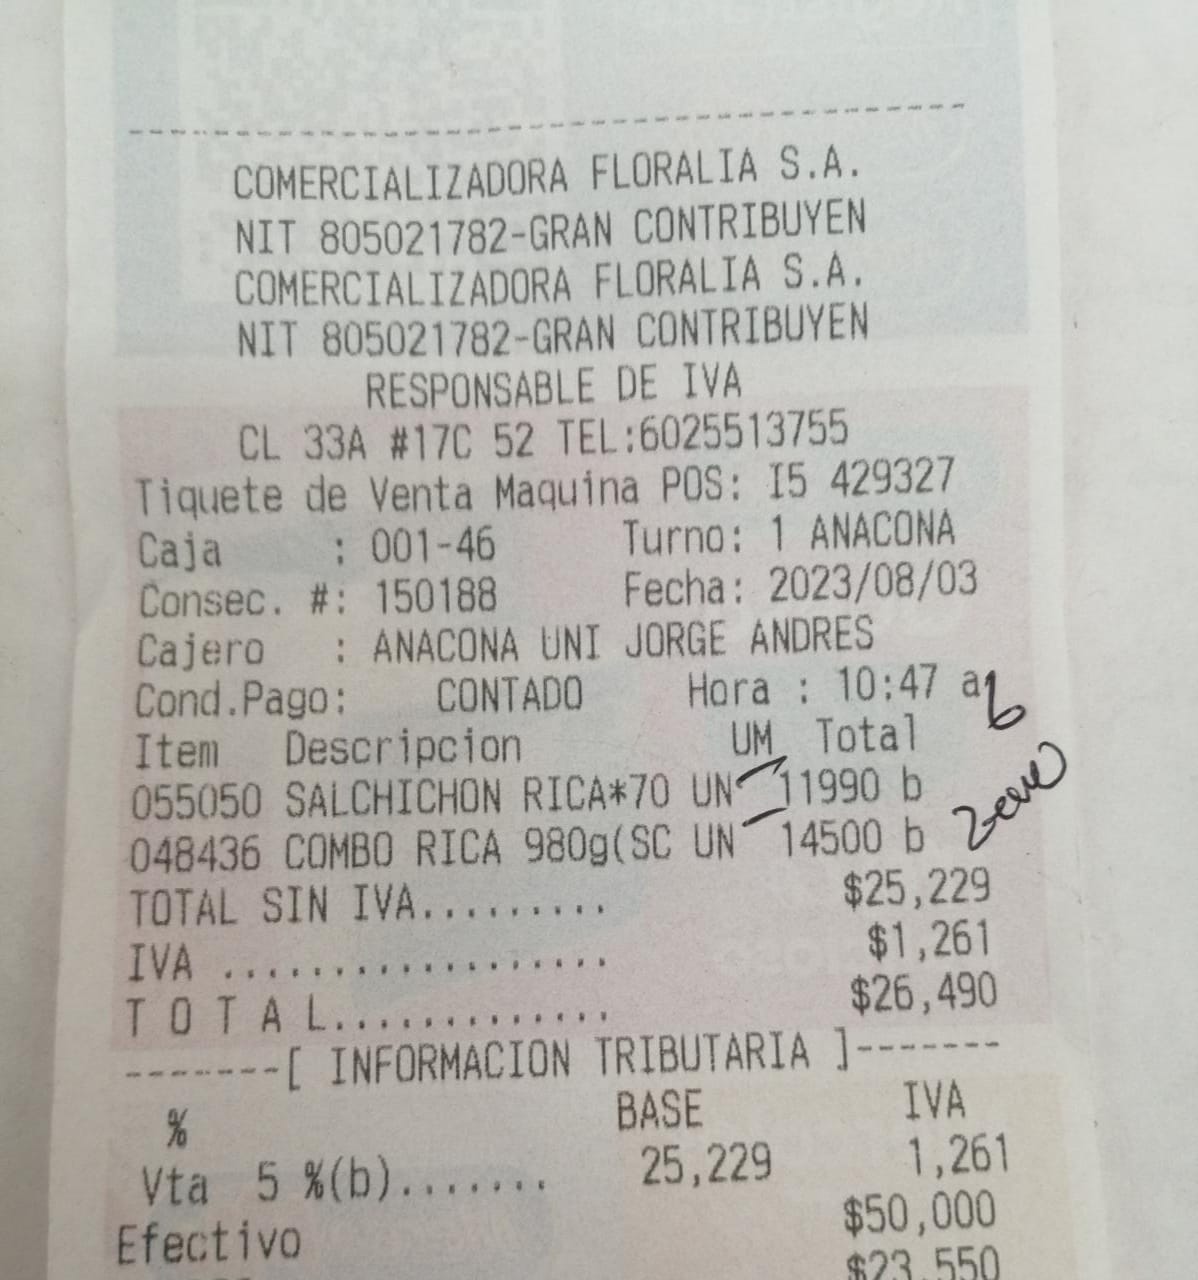 COMERCIALIZADORA FLORALIA S.A.
NIT 805021782-GRAN CONTRIBUYEN
COMERCIALIZADORA FLORALIA S.A.
NIT 805021782-GRAN CONTRIBUYEN
RESPONSABLE DE IVA
CL 33A #17C 52 TEL:6025513755
Tiquete de Venta Maquina POS: I5 429327
Caja : 001-46 Turno: 1 ANACONA
Consec. #: 150188 Fecha: 2023/08/03
Cajero : ANACONA UNI JORGE ANDRES
Cond.Pago: CONTADO Hora : 10:47 a
Item Descripcion UM Total
055050 SALCHICHON RICA*70 UN 11990 b
048436 COMBO RICA 980g(SC UN 14500 b
TOTAL SIN IVA......... $25,229
IVA ................... $1,261
T O T A L............. $26,490
-------[ INFORMACION TRIBUTARIA ]-------
% BASE IVA
Vta 5 %(b)....... 25,229 1,261
Efectivo $50,000
$23,550